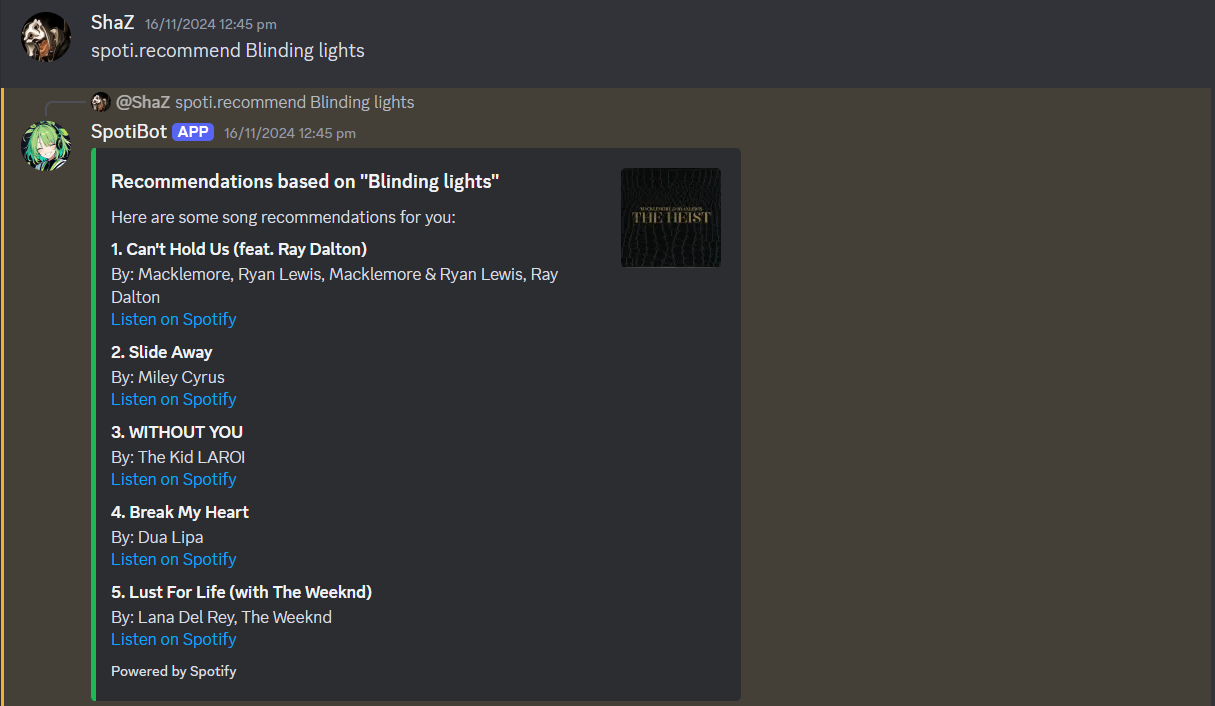 ShaZ 16/11/2024 12:45 pm
spoti.recommend Blinding lights
@ShaZ spoti.recommend Blinding lights
SpotiBot APP 16/11/2024 12:45 pm
Recommendations based on "Blinding lights"
Here are some song recommendations for you:
MACKLEMORE & RYAN LEWIS
THE HEIST
1. Can't Hold Us (feat. Ray Dalton)
By: Macklemore, Ryan Lewis, Macklemore & Ryan Lewis, Ray
Dalton
Listen on Spotify
2. Slide Away
By: Miley Cyrus
Listen on Spotify
3. WITHOUT YOU
By: The Kid LAROI
Listen on Spotify
4. Break My Heart
By: Dua Lipa
Listen on Spotify
5. Lust For Life (with The Weeknd)
By: Lana Del Rey, The Weeknd
Listen on Spotify
Powered by Spotify